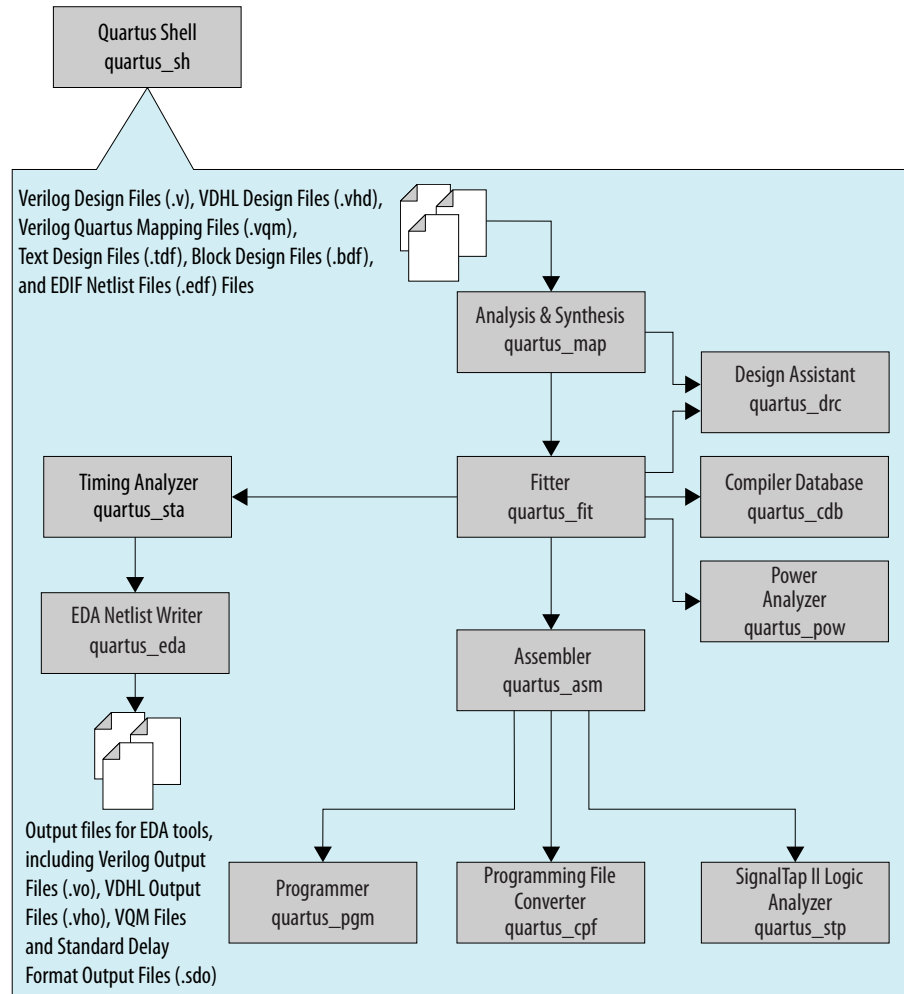 Quartus Shell
quartus_sh
Verilog Design Files (.v), VDHL Design Files (.vhd),
Verilog Quartus Mapping Files (.vqm),
Text Design Files (.tdf), Block Design Files (.bdf),
and EDIF Netlist Files (.edf) Files
Analysis & Synthesis
quartus_map
Design Assistant
quartus_drc
Timing Analyzer
quartus_sta
Fitter
quartus_fit
Compiler Database
quartus_cdb
EDA Netlist Writer
quartus_eda
Power
Analyzer
quartus_pow
Assembler
quartus_asm
Output files for EDA tools,
including Verilog Output
Files (.vo), VDHL Output
Files (.vho), VQM Files
and Standard Delay
Format Output Files (.sdo)
Programmer
quartus_pgm
Programming File
Converter
quartus_cpf
SignalTap II Logic
Analyzer
quartus_stp